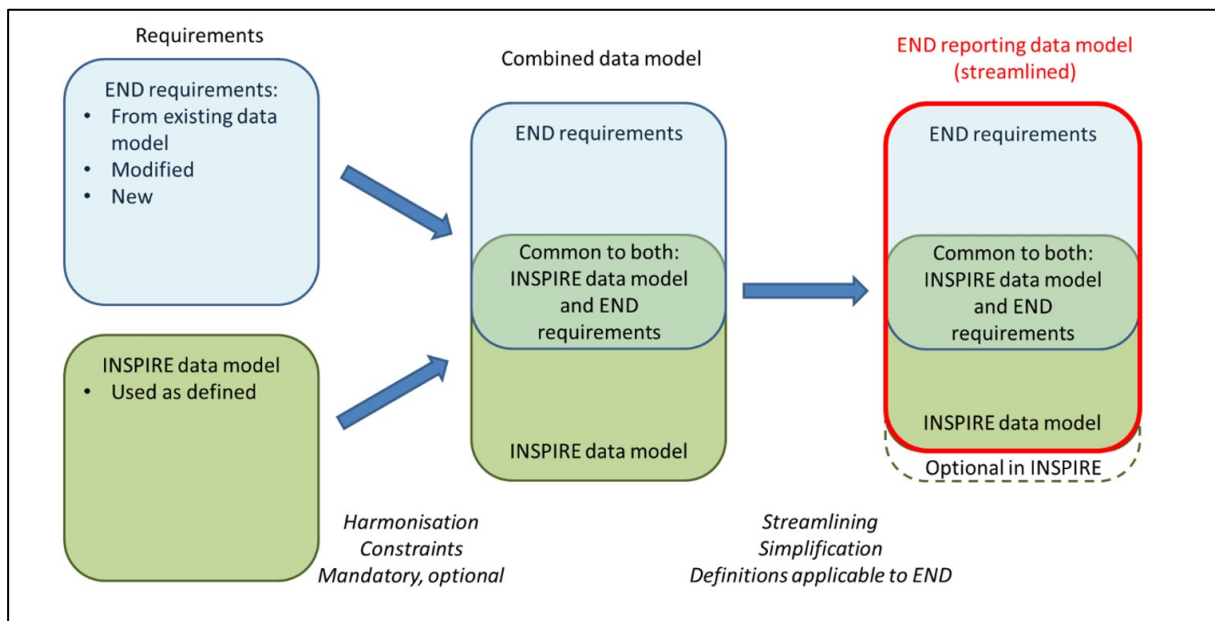 Requirements
END requirements:
• From existing data
model
• Modified
• New
INSPIRE data model
• Used as defined
Harmonisation
Constraints
Mandatory, optional
Combined data model
END requirements
Common to both:
INSPIRE data model
and END
requirements
INSPIRE data model
Streamlining
Simplification
Definitions applicable to END
END reporting data model
(streamlined)
END requirements
Common to both:
INSPIRE data model
and END
requirements
INSPIRE data model
Optional in INSPIRE